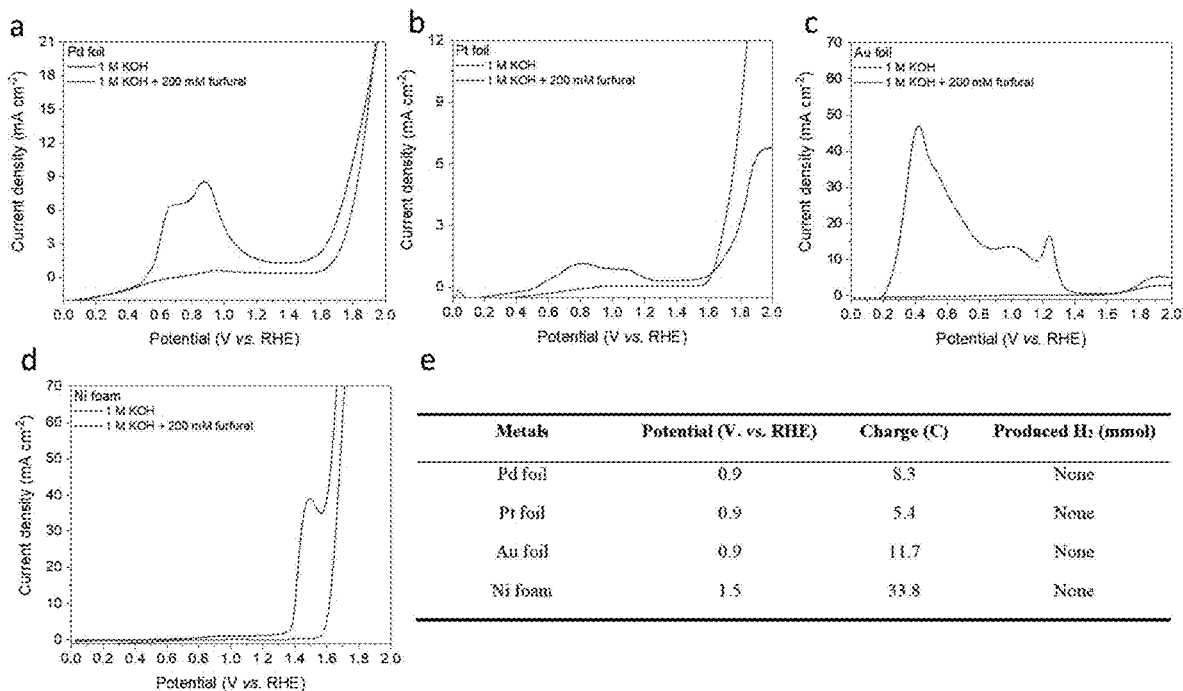 a
Pd foil
1 M KOH
1 M KOH + 200 mM furfural
Current density (mA cm⁻²)
21
18
15
12
9
6
3
0
0.0 0.2 0.4 0.6 0.8 1.0 1.2 1.4 1.6 1.8 2.0
Potential (V vs. RHE)
b
Pt foil
1 M KOH
1 M KOH + 200 mM furfural
Current density (mA cm⁻²)
12
9
6
3
0
0.0 0.2 0.4 0.6 0.8 1.0 1.2 1.4 1.6 1.8 2.0
Potential (V vs. RHE)
c
Au foil
1 M KOH
1 M KOH + 200 mM furfural
Current density (mA cm⁻²)
70
60
50
40
30
20
10
0
0.0 0.2 0.4 0.6 0.8 1.0 1.2 1.4 1.6 1.8 2.0
Potential (V vs. RHE)
d
Ni foam
1 M KOH
1 M KOH + 200 mM furfural
Current density (mA cm⁻²)
70
60
50
40
30
20
10
0
0.0 0.2 0.4 0.6 0.8 1.0 1.2 1.4 1.6 1.8 2.0
Potential (V vs. RHE)
e
Metals Potential (V. vs. RHE) Charge (C) Produced H₂ (mmol)
Pd foil 0.9 8.3 None
Pt foil 0.9 5.4 None
Au foil 0.9 11.7 None
Ni foam 1.5 33.8 None